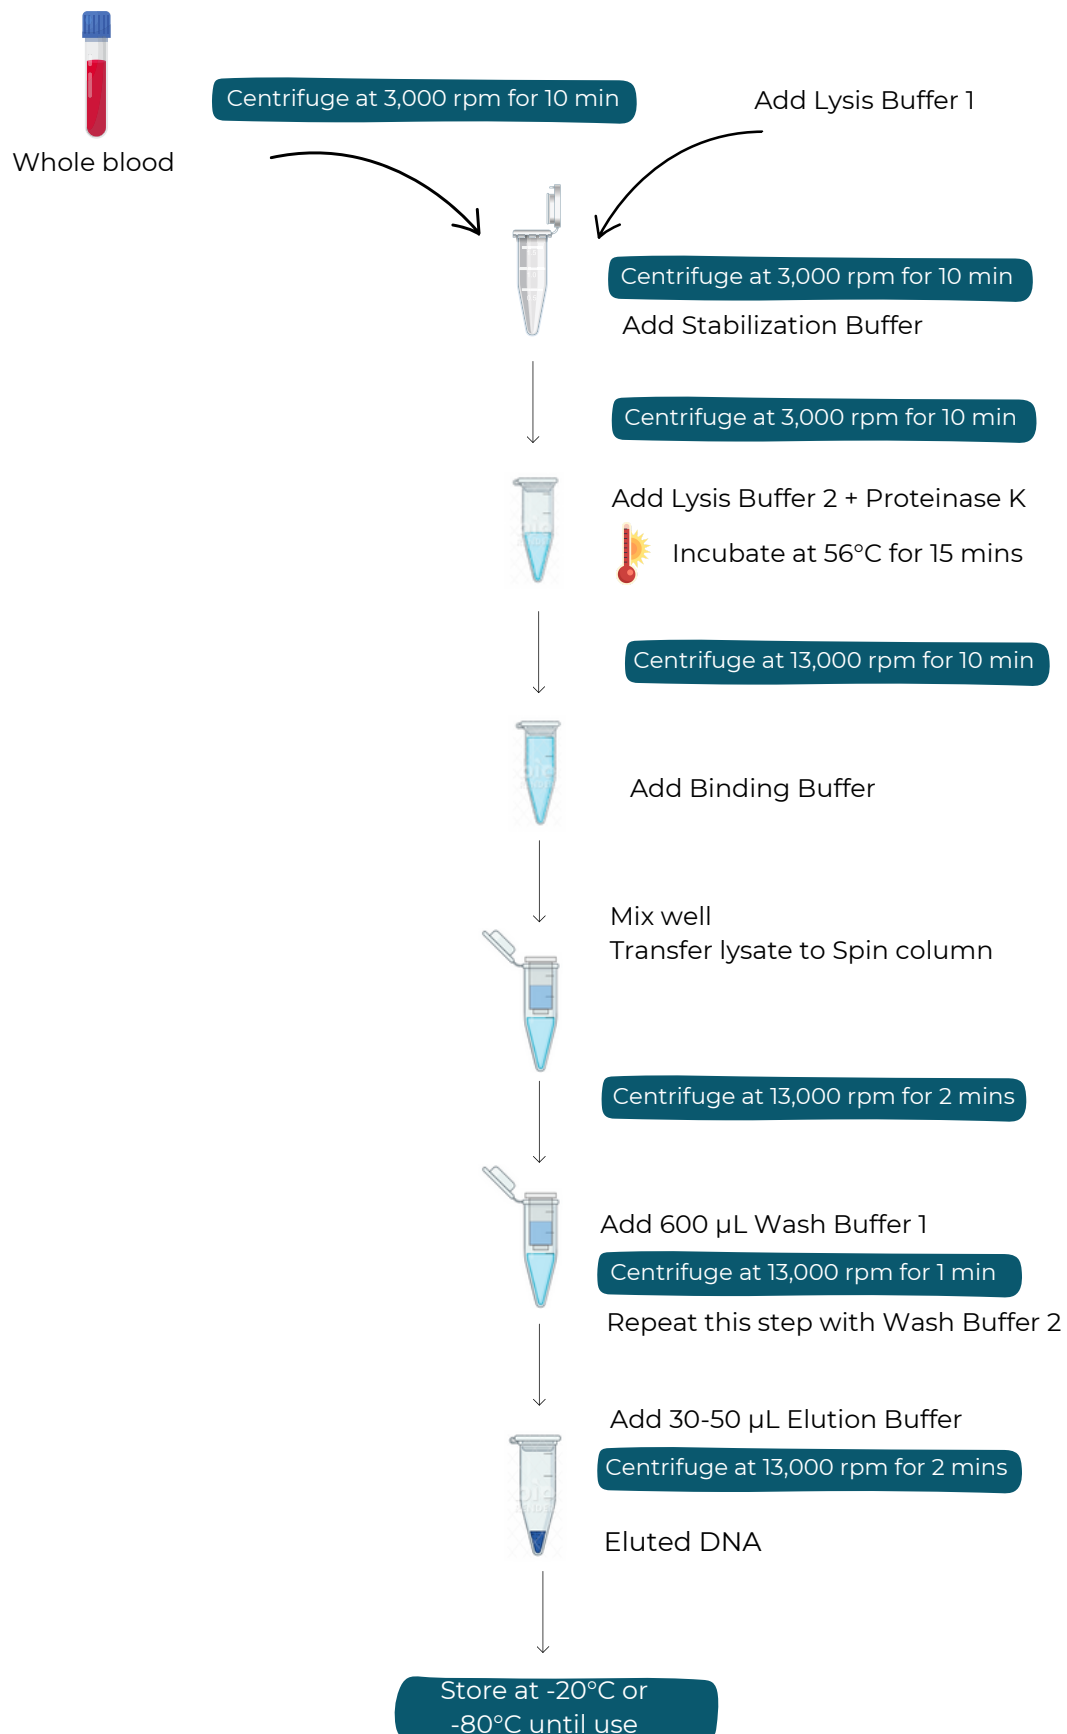 Centrifuge at 3,000 rpm for 10 min
Add Lysis Buffer 1
Whole blood
Centrifuge at 3,000 rpm for 10 min
Add Stabilization Buffer
Centrifuge at 3,000 rpm for 10 min
Add Lysis Buffer 2 + Proteinase K
Incubate at 56°C for 15 mins
Centrifuge at 13,000 rpm for 10 min
Add Binding Buffer
Mix well
Transfer lysate to Spin column
Centrifuge at 13,000 rpm for 2 mins
Add 600 µL Wash Buffer 1
Centrifuge at 13,000 rpm for 1 min
Repeat this step with Wash Buffer 2
Add 30-50 µL Elution Buffer
Centrifuge at 13,000 rpm for 2 mins
Eluted DNA
Store at -20°C or
-80°C until use